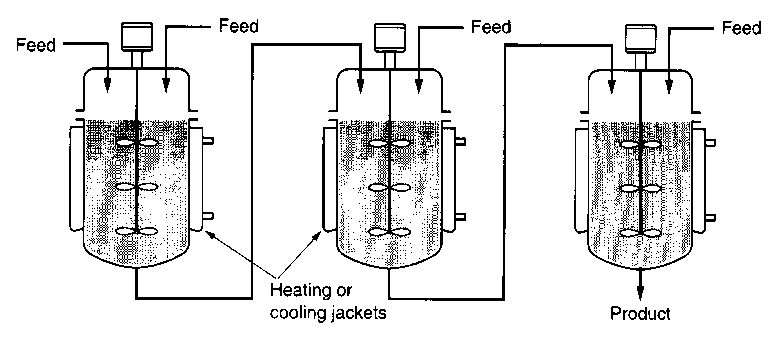 Feed
Feed
Feed
Feed
Heating or
cooling jackets
Product